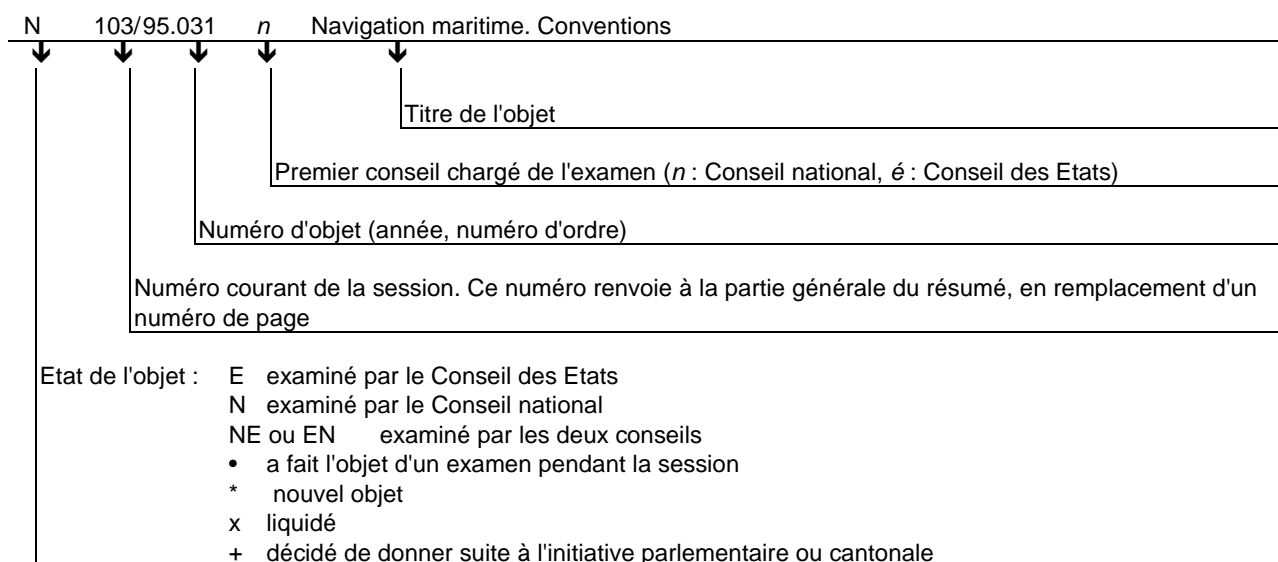 N 103/95.031 n Navigation maritime. Conventions
Titre de l'objet
Premier conseil chargé de l'examen (n : Conseil national, é : Conseil des Etats)
Numéro d'objet (année, numéro d'ordre)
Numéro courant de la session. Ce numéro renvoie à la partie générale du résumé, en remplacement d'un
numéro de page
Etat de l'objet : E examiné par le Conseil des Etats
N examiné par le Conseil national
NE ou EN examiné par les deux conseils
• a fait l'objet d'un examen pendant la session
* nouvel objet
x liquidé
+ décidé de donner suite à l'initiative parlementaire ou cantonale